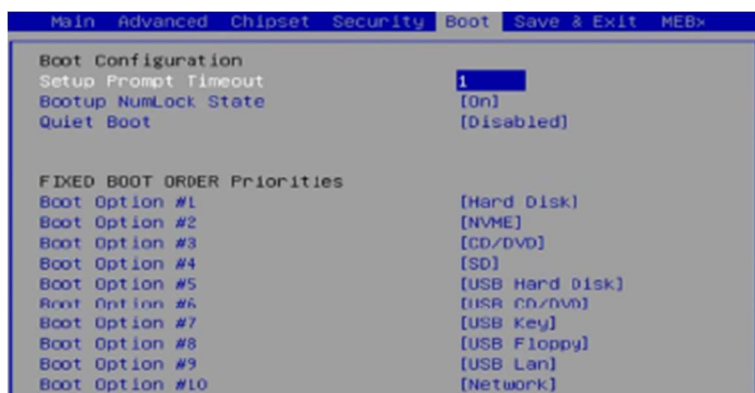 Main Advanced Chipset Security Boot Save & Exit MEBx
Boot Configuration
Setup Prompt Timeout 1
Bootup NumLock State [On]
Quiet Boot [Disabled]
FIXED BOOT ORDER Priorities
Boot Option #1 [Hard Disk]
Boot Option #2 [NVME]
Boot Option #3 [CD/DVD]
Boot Option #4 [SD]
Boot Option #5 [USB Hard Disk]
Boot Option #6 [USB CD/DVD]
Boot Option #7 [USB Key]
Boot Option #8 [USB Floppy]
Boot Option #9 [USB Lan]
Boot Option #10 [Network]